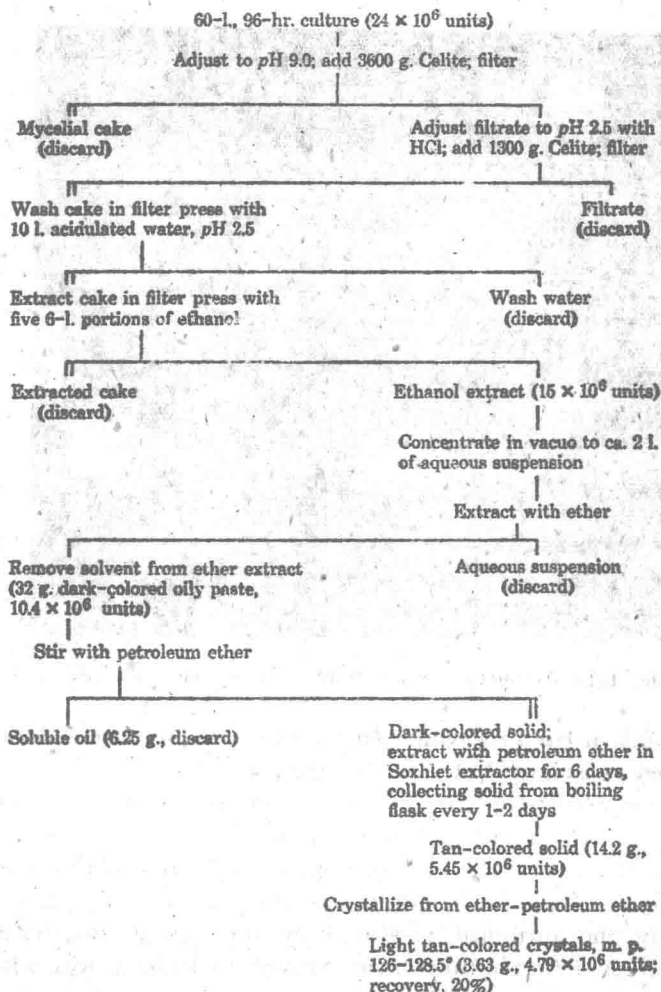 60-l., 96-hr. culture (24 × 10⁶ units)
Adjust to pH 9.0; add 3600 g. Celite; filter
Mycelial cake
(discard)
Adjust filtrate to pH 2.5 with
HCl; add 1300 g. Celite; filter
Wash cake in filter press with
10 l. acidulated water, pH 2.5
Filtrate
(discard)
Extract cake in filter press with
five 6-l. portions of ethanol
Wash water
(discard)
Extracted cake
(discard)
Ethanol extract (15 × 10⁶ units)
Concentrate in vacuo to ca. 2 l.
of aqueous suspension
Extract with ether
Remove solvent from ether extract
(32 g. dark-colored oily paste,
10.4 × 10⁶ units)
Aqueous suspension
(discard)
Stir with petroleum ether
Soluble oil (6.25 g., discard)
Dark-colored solid;
extract with petroleum ether in
Soxhlet extractor for 6 days,
collecting solid from boiling
flask every 1-2 days
Tan-colored solid (14.2 g.,
5.45 × 10⁶ units)
Crystallize from ether-petroleum ether
Light tan-colored crystals, m. p.
126-128.5° (3.63 g., 4.79 × 10⁶ units;
recovery, 20%)